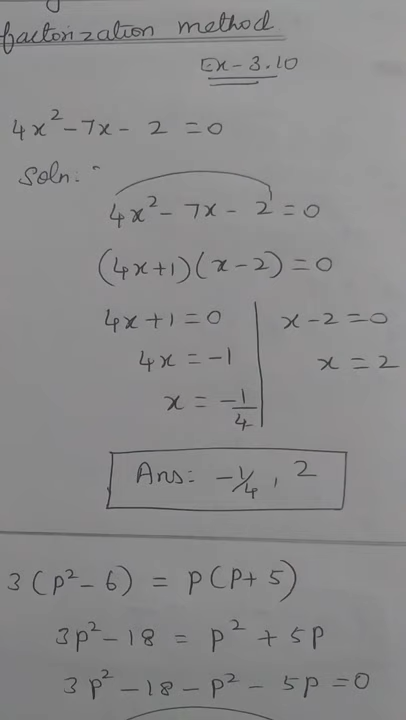 factorization method
Ex-3.10
4x²-7x-2=0
Soln:
4x²-7x-2=0
(4x+1)(x-2)=0
4x+1=0 | x-2=0
4x=-1 | x=2
x=-1/4
Ans: -1/4, 2
3(p²-6)=p(p+5)
3p²-18=p²+5p
3p²-18-p²-5p=0